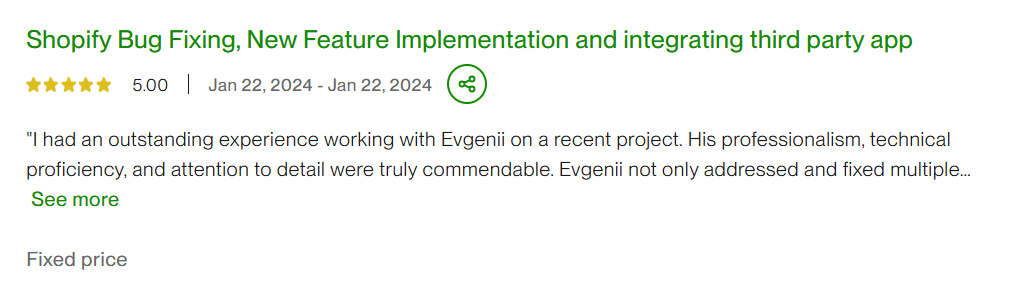 Shopify Bug Fixing, New Feature Implementation and integrating third party app
5.00 | Jan 22, 2024 - Jan 22, 2024
"I had an outstanding experience working with Evgenii on a recent project. His professionalism, technical
proficiency, and attention to detail were truly commendable. Evgenii not only addressed and fixed multiple...
See more
Fixed price